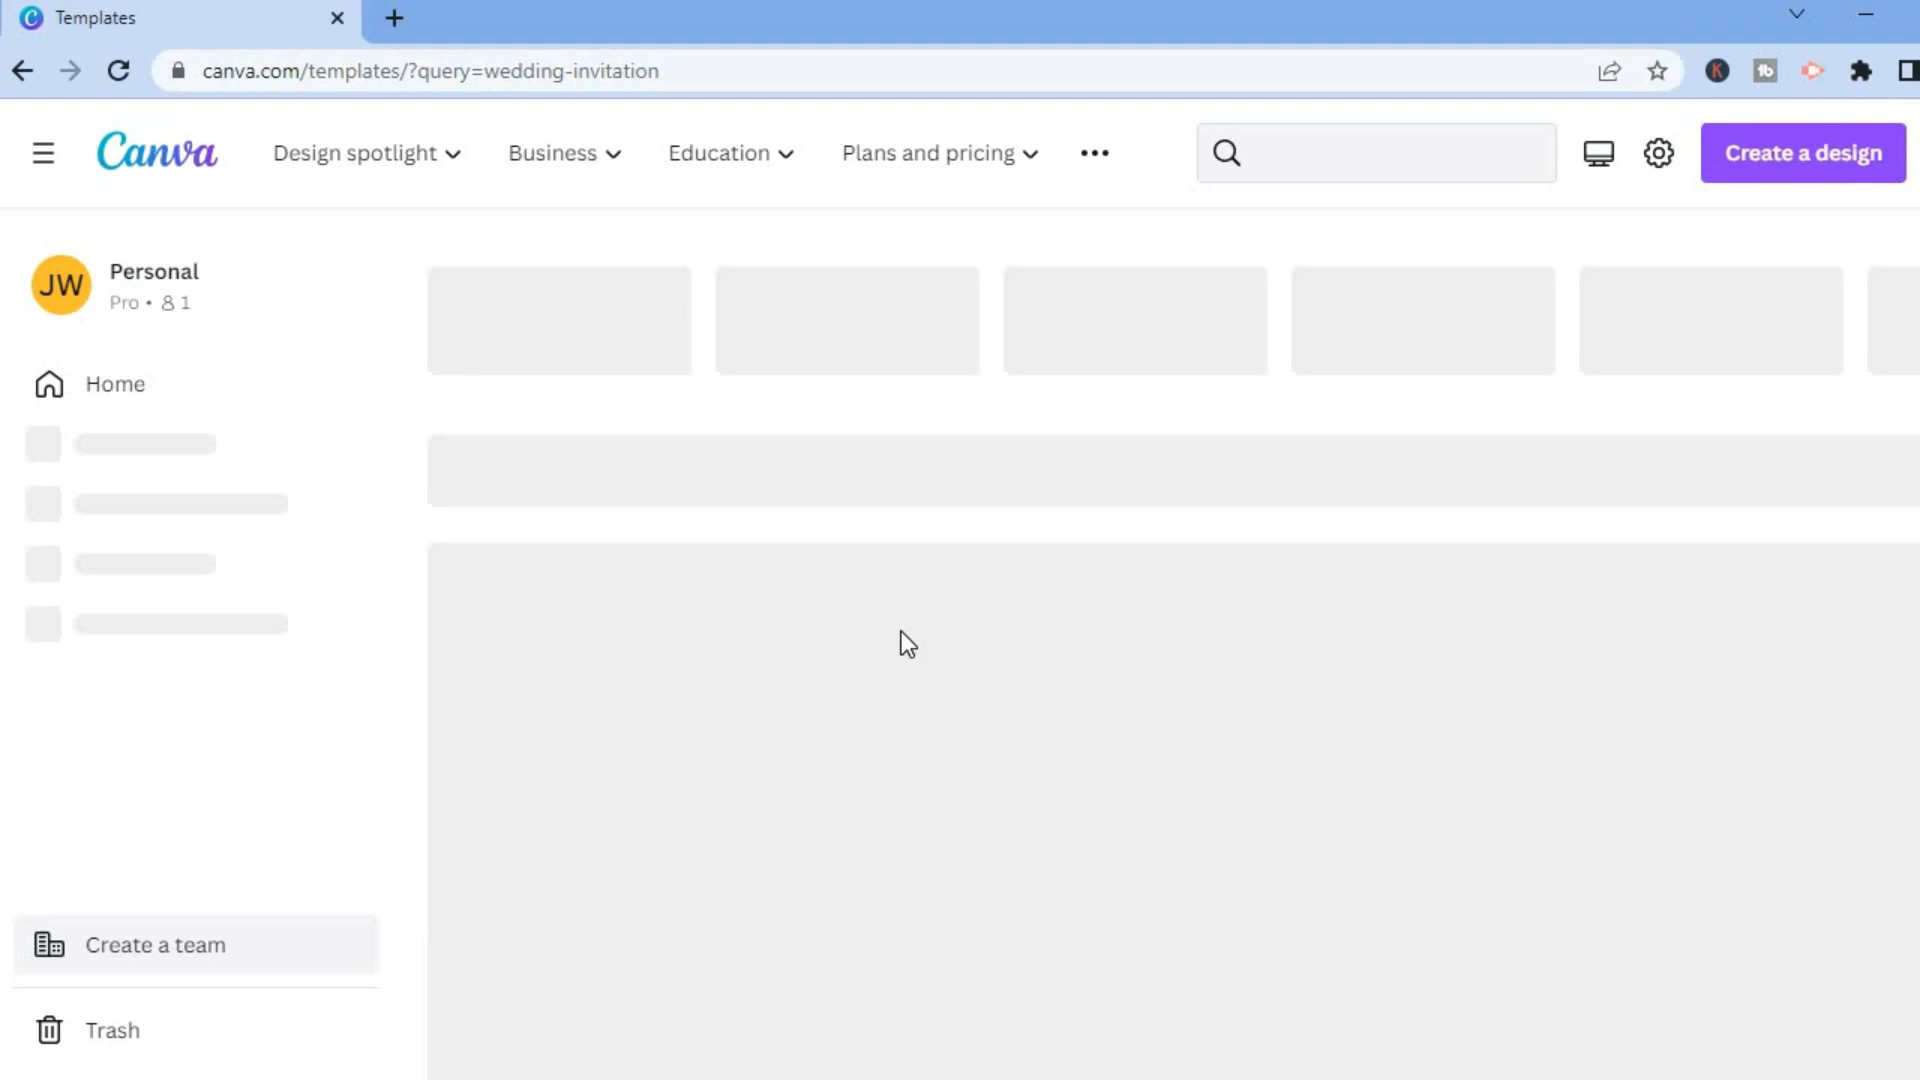 Templates
canva.com/templates/?query=wedding-invitation
K
tb
Canva
Design spotlight
Business
Education
Plans and pricing
Create a design
JW
Personal
Pro • 1
Home
Create a team
Trash